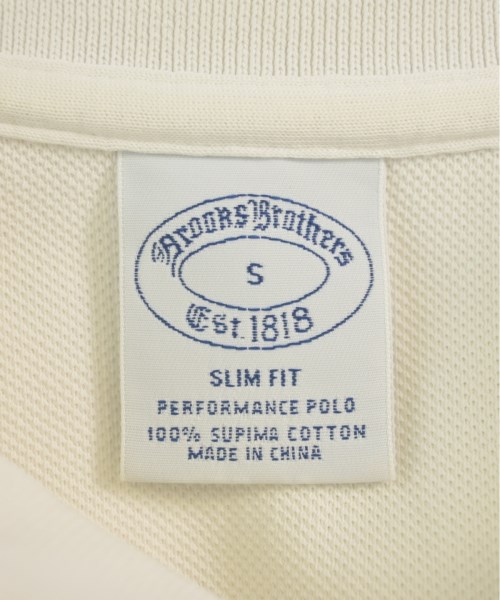 Brooks Brothers
S
Est. 1818
SLIM FIT
PERFORMANCE POLO
100% SUPIMA COTTON
MADE IN CHINA